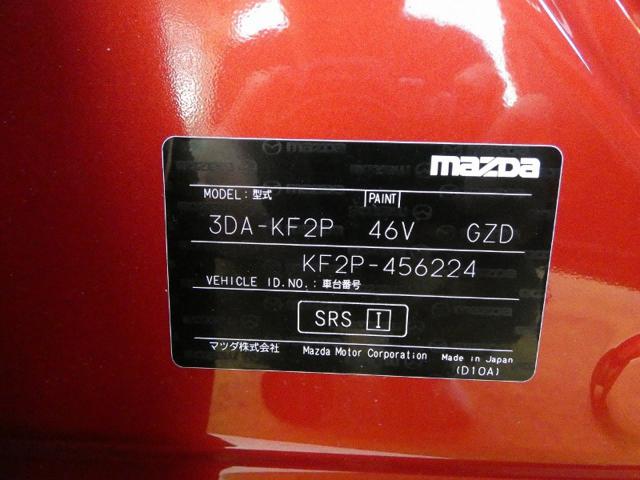 mazda
MODEL: 型式 PAINT
3DA-KF2P 46V GZD
KF2P-456224
VEHICLE ID.NO.: 車台番号
SRS I
マツダ株式会社 Mazda Motor Corporation Made in Japan
(D10A)